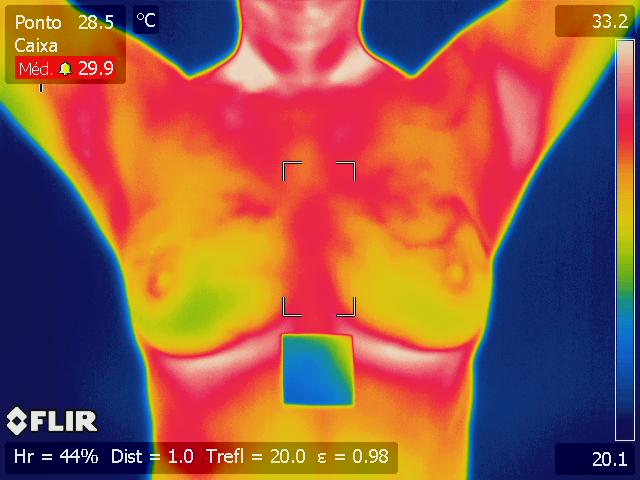 Ponto 28.5 °C
Caixa
Méd. 29.9
33.2
FLIR
Hr = 44% Dist = 1.0 Trefl = 20.0 ε = 0.98
20.1